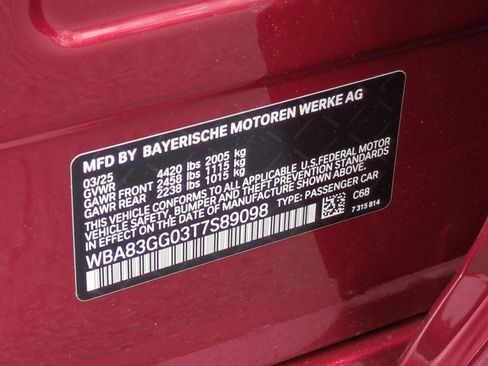 MFD BY BAYERISCHE MOTOREN WERKE AG
03/25
GVWR 4420 lbs 2005 kg
GAWR FRONT 2458 lbs 1115 kg
GAWR REAR 2238 lbs 1015 kg
THIS VEHICLE CONFORMS TO ALL APPLICABLE U.S. FEDERAL MOTOR
VEHICLE SAFETY, BUMPER, AND THEFT PREVENTION STANDARDS
IN EFFECT ON THE DATE OF MANUFACTURE SHOWN ABOVE.
WBA83GG03T7S89098 TYPE: PASSENGER CAR
C68
7 315 814